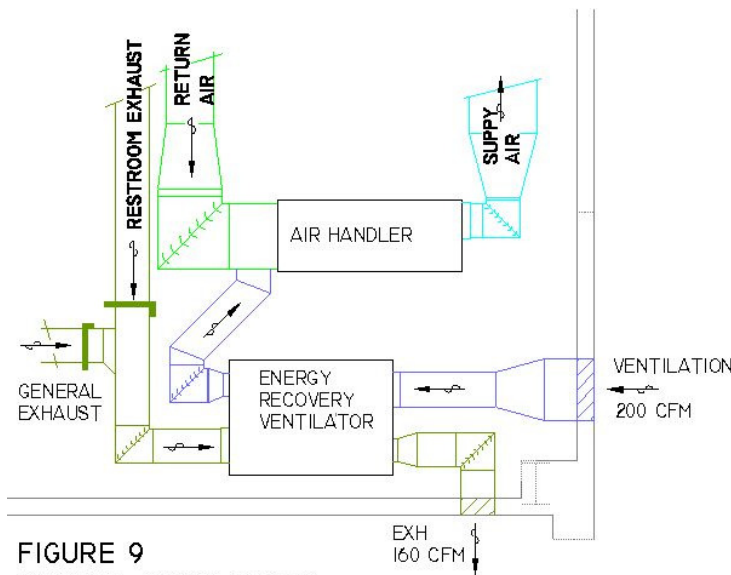 RESTROOM EXHAUST
RETURN
AIR
SUPPY
AIR
AIR HANDLER
GENERAL
EXHAUST
ENERGY
RECOVERY
VENTILATOR
VENTILATION
200 CFM
EXH
160 CFM
FIGURE 9